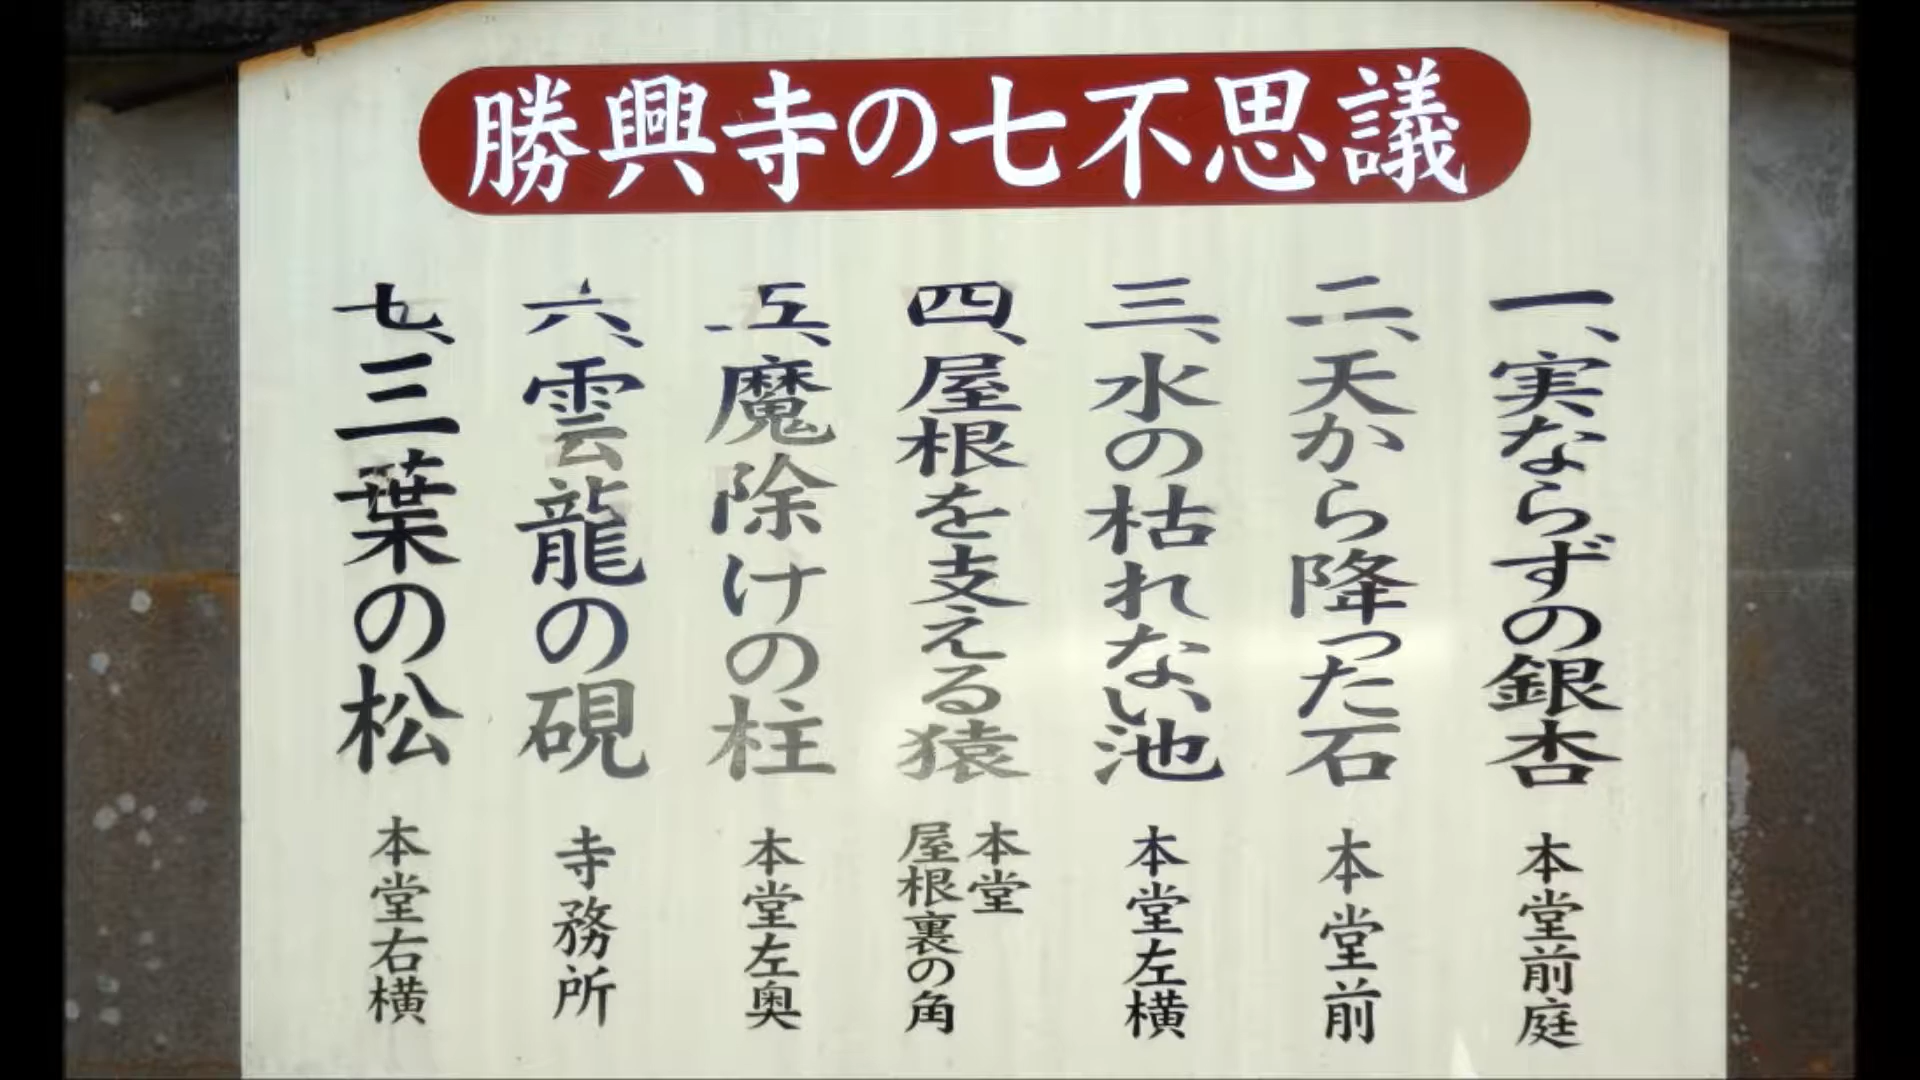 勝興寺の七不思議
一、実ならずの銀杏 本堂前庭
二、天から降った石 本堂前
三、水の枯れない池 本堂左横
四、屋根を支える猿 本堂屋根裏の角
五、魔除けの柱 本堂左奥
六、雲龍の硯 寺務所
七、三葉の松 本堂右横